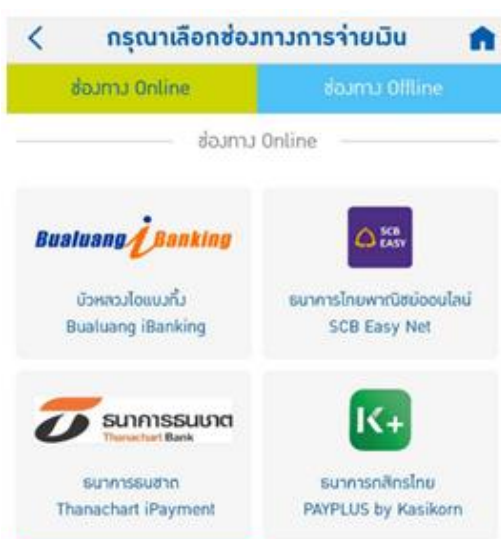 กรุณาเลือกช่องทางการจ่ายเงิน
ช่องทาง Online
ช่องทาง Offline
ช่องทาง Online
Bualuang iBanking
SCB
EASY
บัวหลวงไอแบงกิ้ง
Bualuang iBanking
ธนาคารไทยพาณิชย์ออนไลน์
SCB Easy Net
ธนาคารธนชาต
Thanachart Bank
K+
ธนาคารธนชาต
Thanachart iPayment
ธนาคารกสิกรไทย
PAYPLUS by Kasikorn